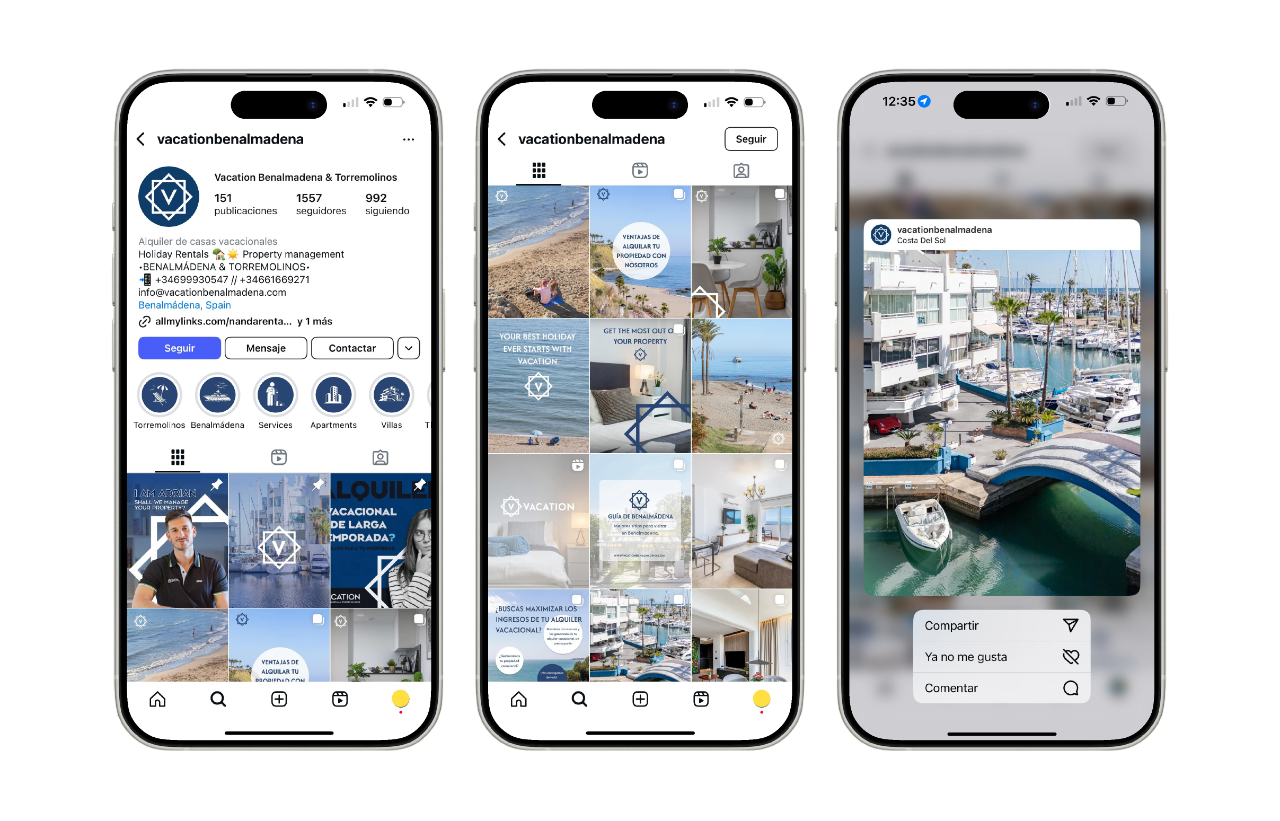 vacationbenalmadena
Vacation Benalmadena & Torremolinos
151 1557 992
publicaciones seguidores siguiendo
Alquiler de casas vacacionales
Holiday Rentals 🏡☀️ Property management
•BENALMÁDENA & TORREMOLINOS•
📲 +34699930547 // +34661669271
info@vacationbenalmadena.com
Benalmádena, Spain
allmylinks.com/nandarenta... y 1 más
Seguir Mensaje Contactar
Torremolinos Benalmádena Services Apartments Villas T
I AM ADRIAN
SHALL WE MANAGE
YOUR PROPERTY?
V
ALQUILER
VACACIONAL
DE LARGA
EMPORADA?
CATION
VENTAJAS DE
ALQUILAR TU
PROPIEDAD CON
vacationbenalmadena
Seguir
VENTAJAS DE
ALQUILAR TU
PROPIEDAD CON
NOSOTROS
YOUR BEST HOLIDAY
EVER STARTS WITH
VACATION
V
GET THE MOST OUT O
YOUR PROPERTY
V
V VACATION
V
GUÍA DE BENALMÁDENA
en Benalmádena.
¿BUSCAS MAXIMIZAR LOS
INGRESOS DE TU ALQUILER
VACACIONAL?
12:35
vacationbenalmadena
Costa Del Sol
Compartir
Ya no me gusta
Comentar